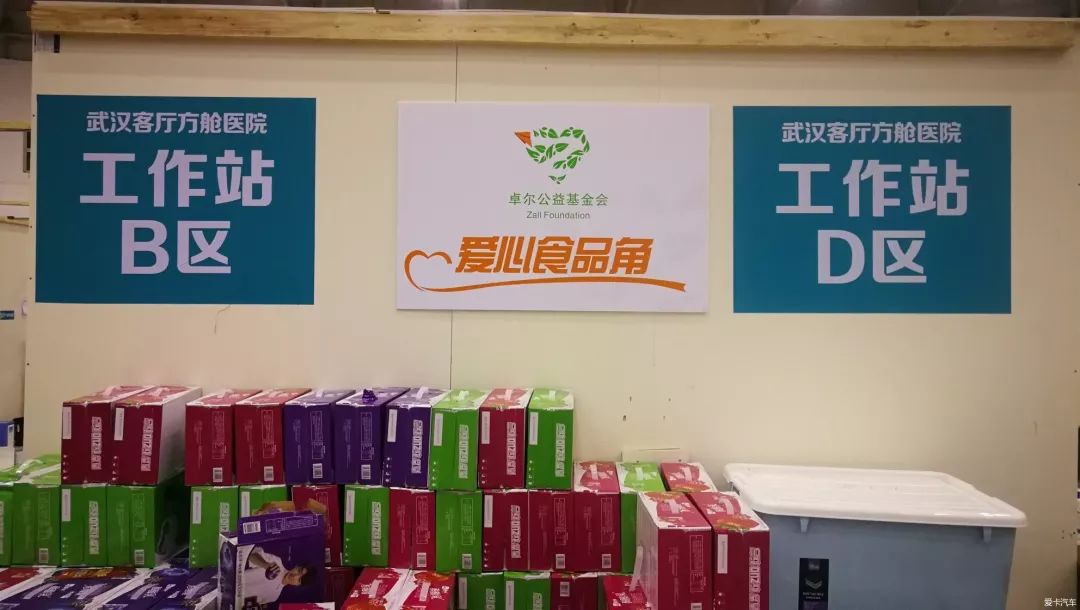 武汉客厅方舱医院
工作站
B区
卓尔公益基金会
Zall Foundation
爱心食品角
武汉客厅方舱医院
工作站
D区
爱卡汽车